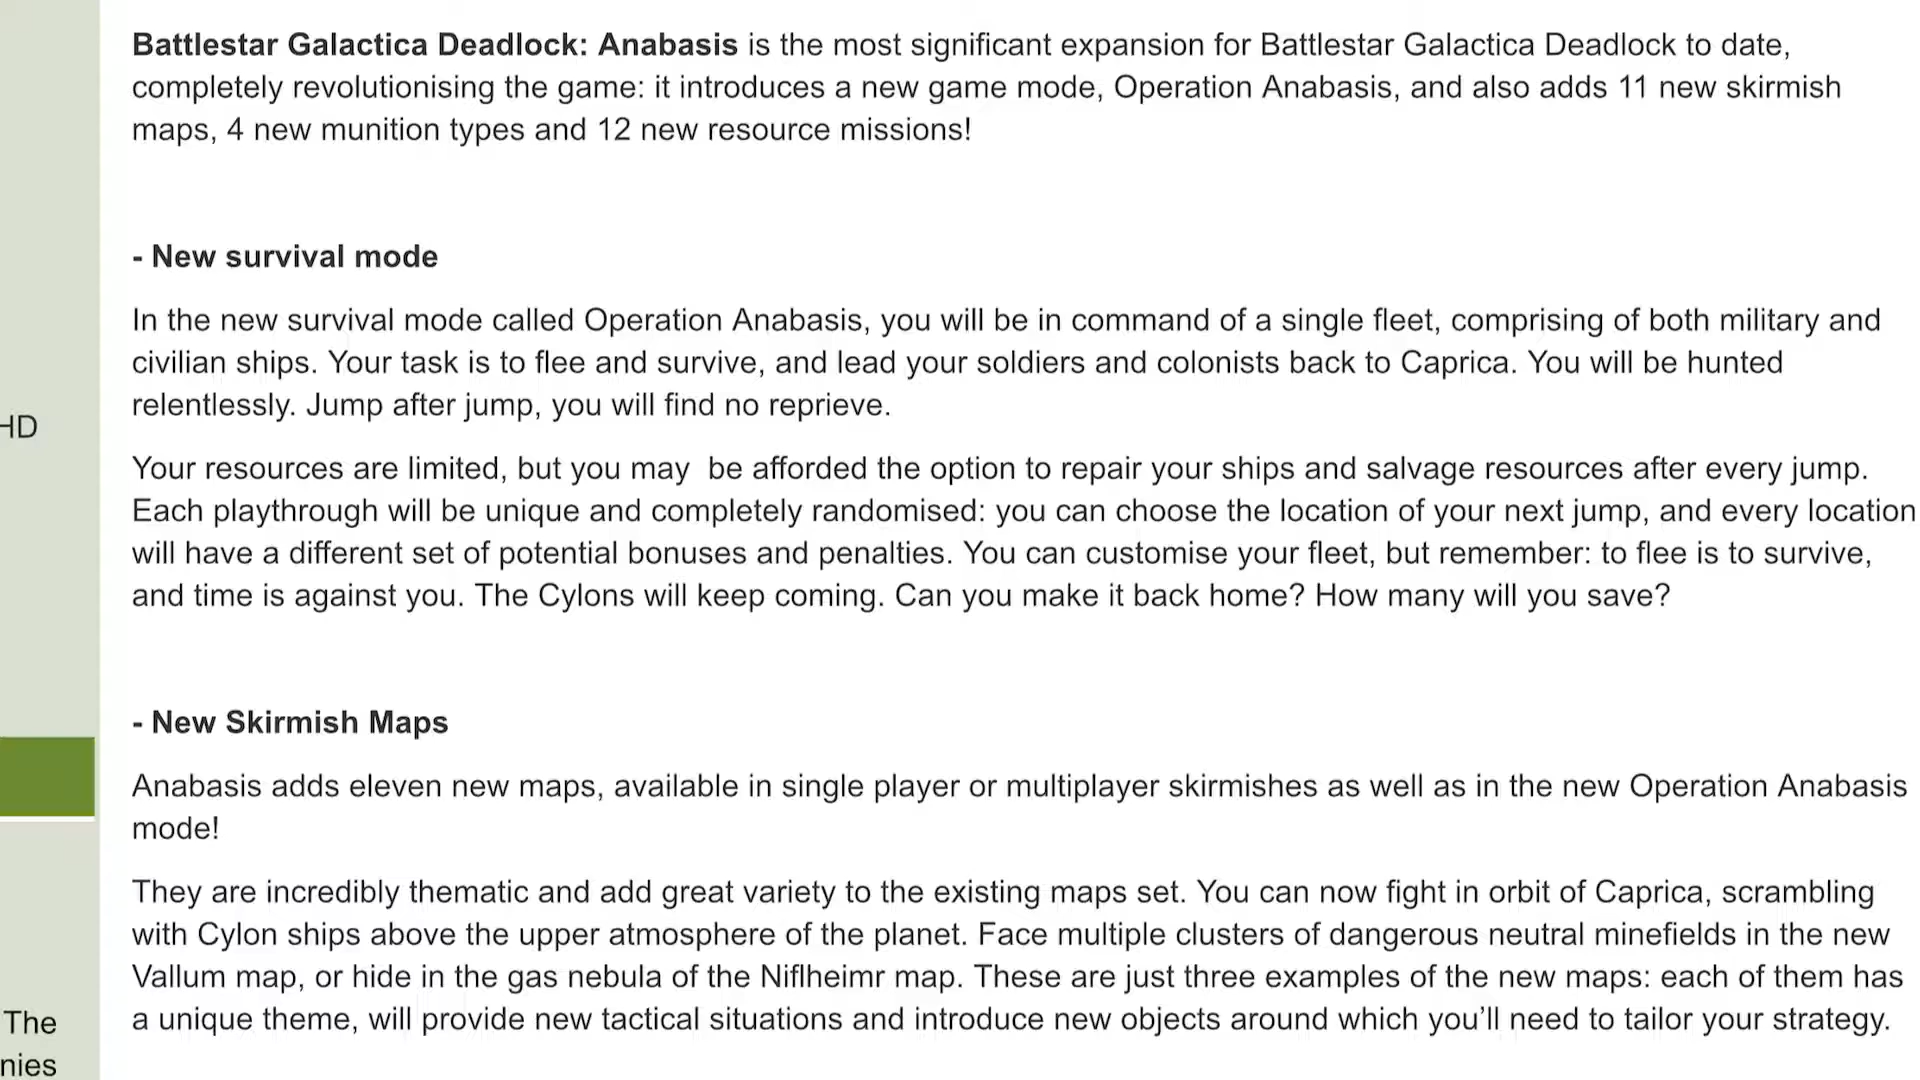 Battlestar Galactica Deadlock: Anabasis is the most significant expansion for Battlestar Galactica Deadlock to date,
completely revolutionising the game: it introduces a new game mode, Operation Anabasis, and also adds 11 new skirmish
maps, 4 new munition types and 12 new resource missions!
- New survival mode
In the new survival mode called Operation Anabasis, you will be in command of a single fleet, comprising of both military and
civilian ships. Your task is to flee and survive, and lead your soldiers and colonists back to Caprica. You will be hunted
relentlessly. Jump after jump, you will find no reprieve.
HD
Your resources are limited, but you may  be afforded the option to repair your ships and salvage resources after every jump.
Each playthrough will be unique and completely randomised: you can choose the location of your next jump, and every location
will have a different set of potential bonuses and penalties. You can customise your fleet, but remember: to flee is to survive,
and time is against you. The Cylons will keep coming. Can you make it back home? How many will you save?
- New Skirmish Maps
Anabasis adds eleven new maps, available in single player or multiplayer skirmishes as well as in the new Operation Anabasis
mode!
They are incredibly thematic and add great variety to the existing maps set. You can now fight in orbit of Caprica, scrambling
with Cylon ships above the upper atmosphere of the planet. Face multiple clusters of dangerous neutral minefields in the new
Vallum map, or hide in the gas nebula of the Niflheimr map. These are just three examples of the new maps: each of them has
a unique theme, will provide new tactical situations and introduce new objects around which you’ll need to tailor your strategy.
The
nies